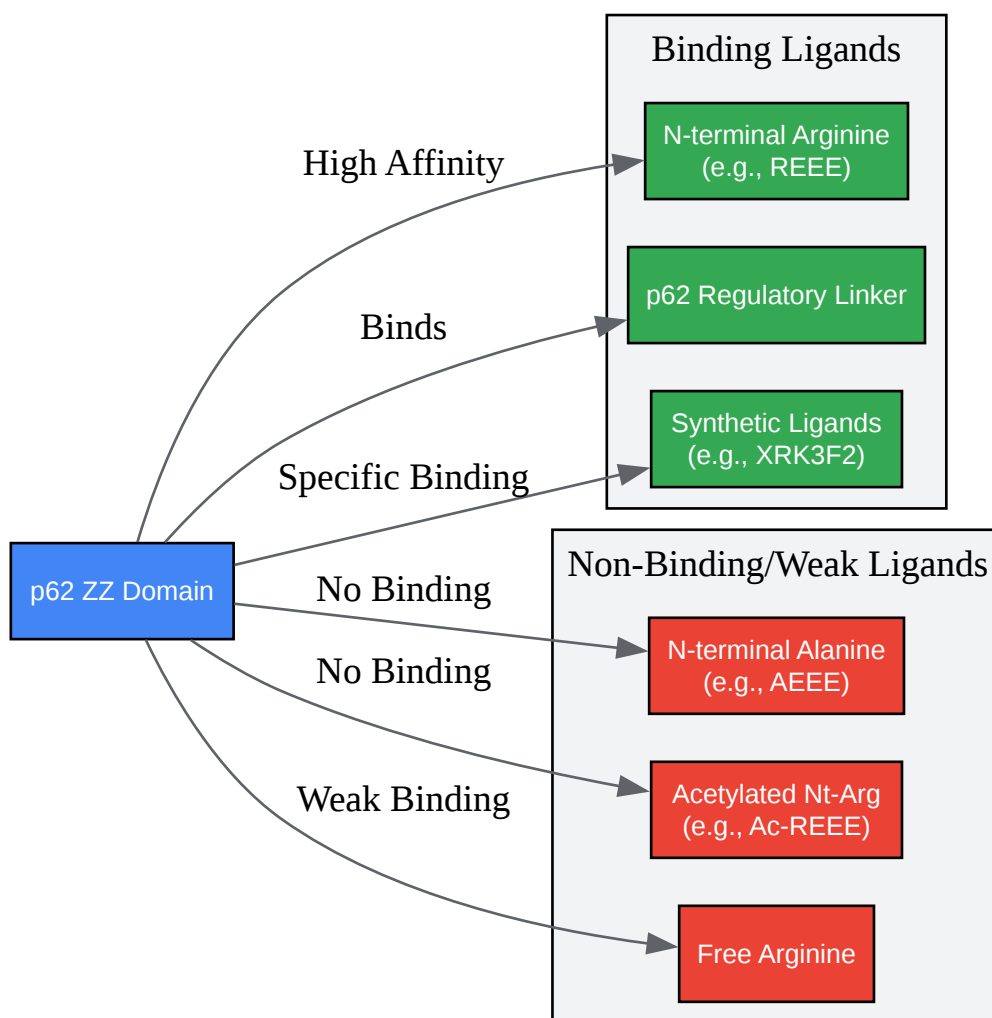 Binding Ligands
High Affinity
N-terminal Arginine
(e.g., REEE)
Binds
p62 Regulatory Linker
Specific Binding
Synthetic Ligands
(e.g., XRK3F2)
p62 ZZ Domain
Non-Binding/Weak Ligands
No Binding
N-terminal Alanine
(e.g., AEEE)
No Binding
Acetylated Nt-Arg
(e.g., Ac-REEE)
Weak Binding
Free Arginine